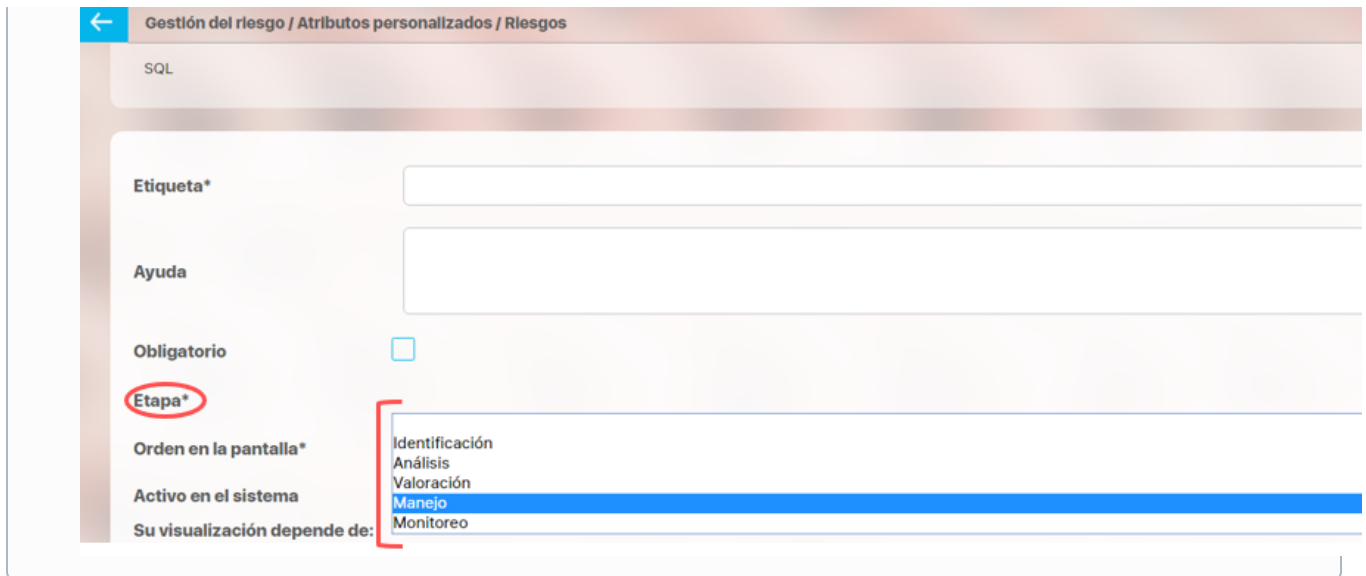 Gestión del riesgo / Atributos personalizados / Riesgos
SQL
Etiqueta*
Ayuda
Obligatorio
Etapa*
Orden en la pantalla*
Activo en el sistema
Su visualización depende de:
Identificación
Análisis
Valoración
Manejo
Monitoreo